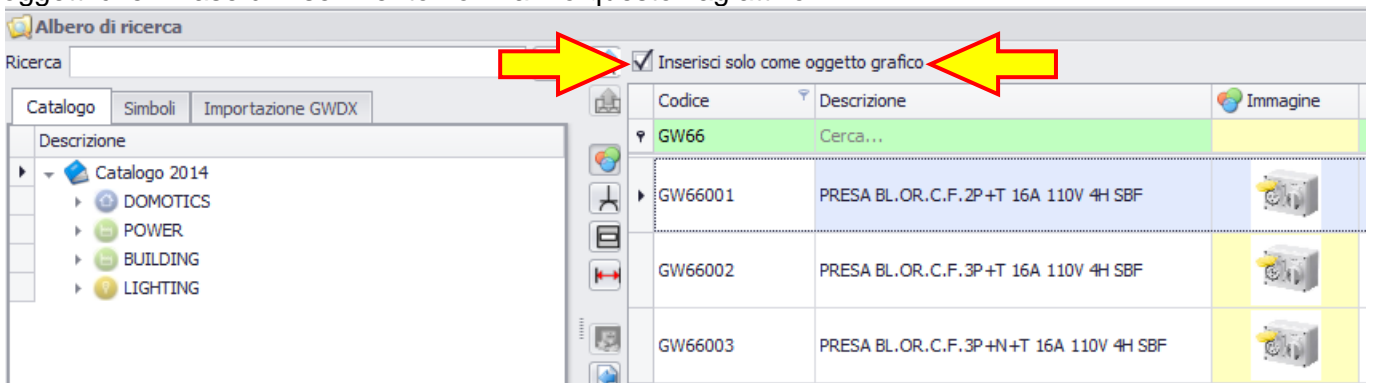 Albero di ricerca
Ricerca
Inserisci solo come oggetto grafico
Catalogo Simboli Importazione GWDX
Descrizione
Catalogo 2014
DOMOTICS
POWER
BUILDING
LIGHTING
Codice Descrizione Immagine
GW66 Cerca...
GW66001 PRESA BL.OR.C.F.2P+T 16A 110V 4H SBF
GW66002 PRESA BL.OR.C.F.3P+T 16A 110V 4H SBF
GW66003 PRESA BL.OR.C.F.3P+N+T 16A 110V 4H SBF